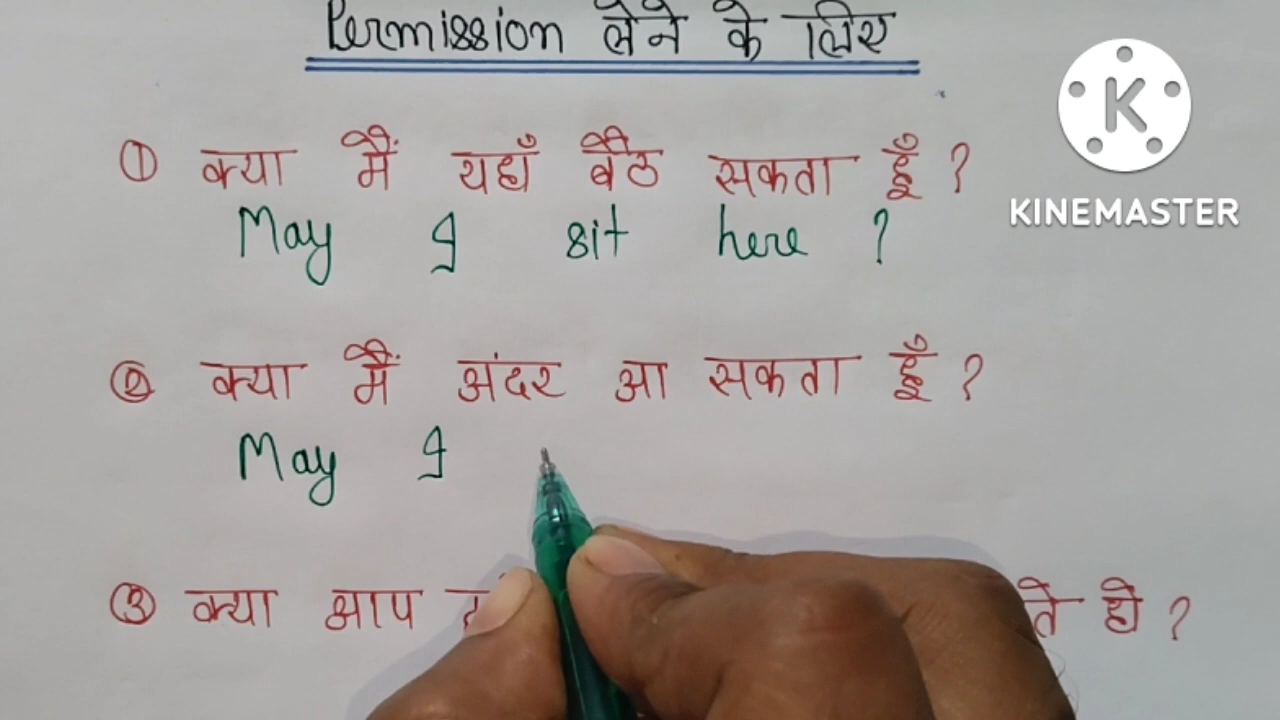 Permission लेने के लिए
① क्या मैं यहाँ बैठ सकता हूँ ?
May I sit here ?
② क्या मैं अंदर आ सकता हूँ ?
May I
③ क्या आप हो ?
K
KINEMASTER